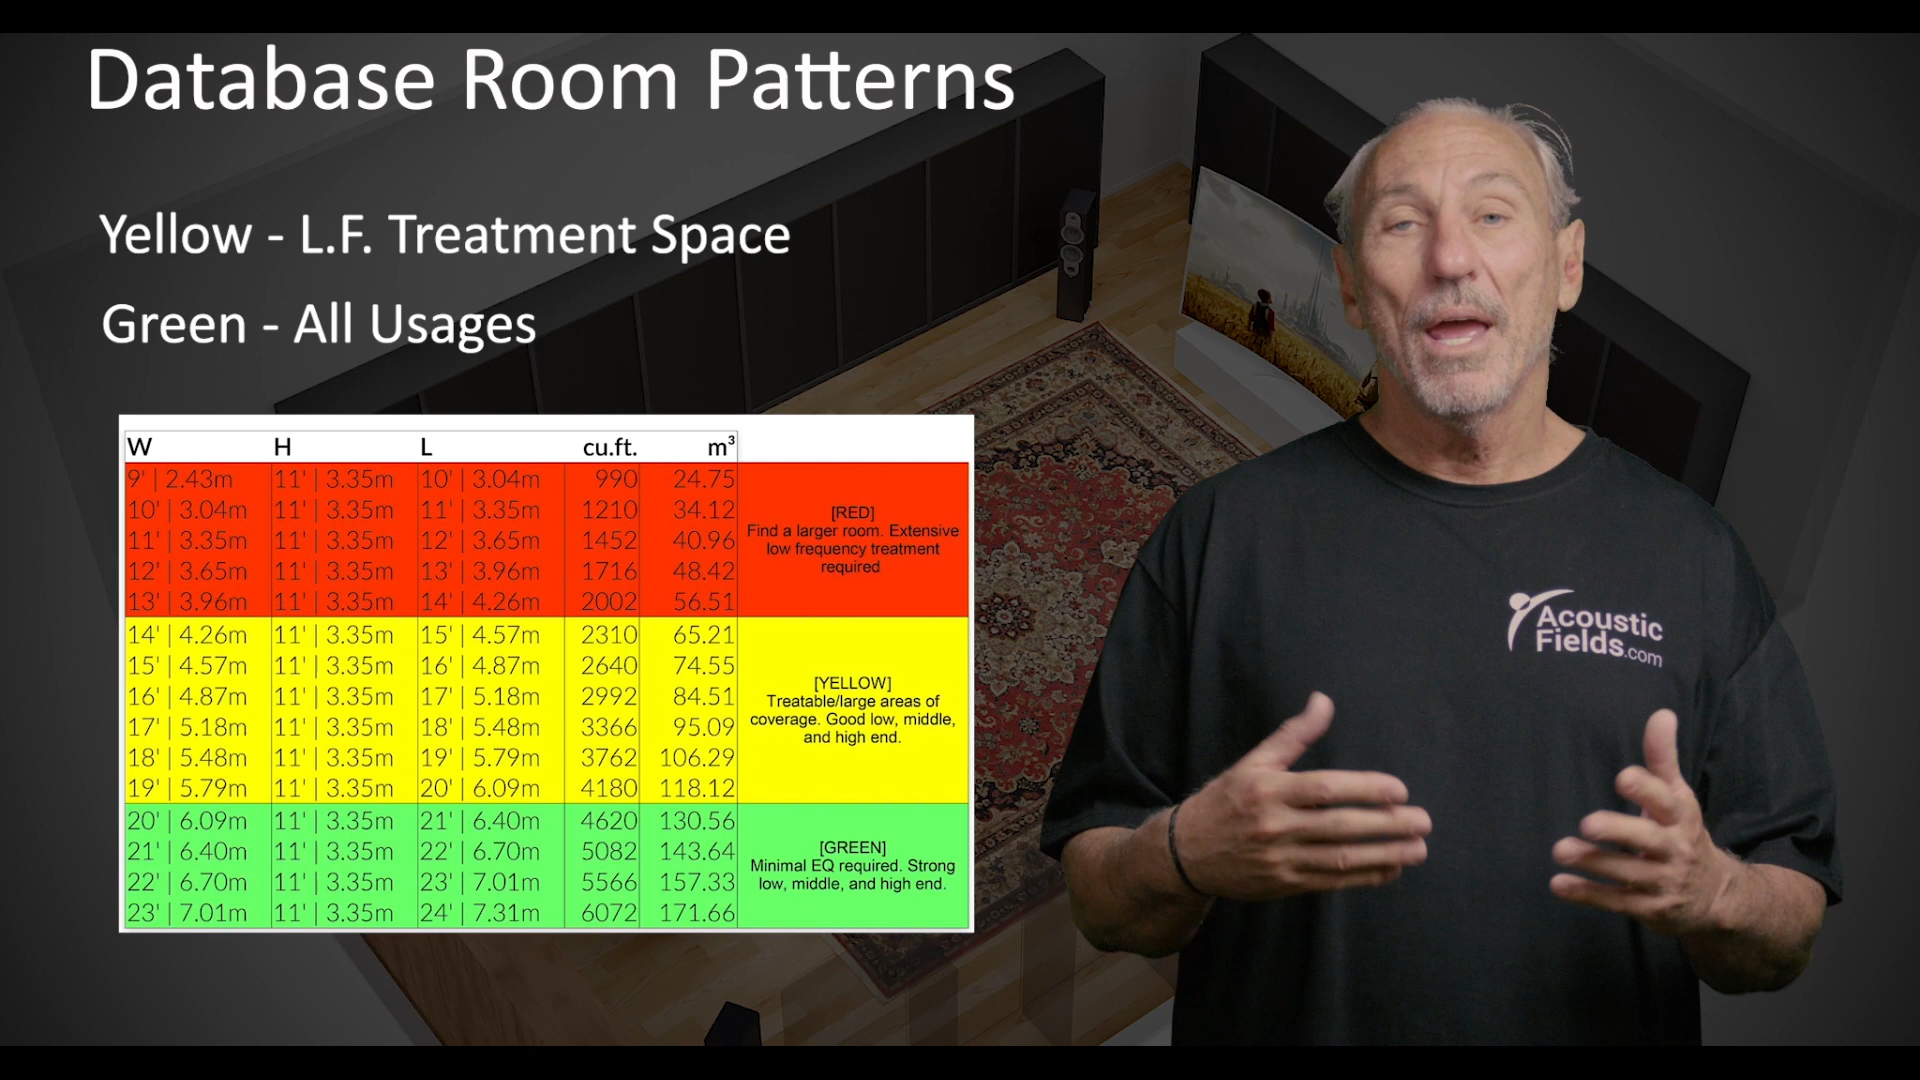 Database Room Patterns
Yellow - L.F. Treatment Space
Green - All Usages
W H L cu.ft. m³
9' | 2.43m 11' | 3.35m 10' | 3.04m 990 24.75
10' | 3.04m 11' | 3.35m 11' | 3.35m 1210 34.12
11' | 3.35m 11' | 3.35m 12' | 3.65m 1452 40.96
12' | 3.65m 11' | 3.35m 13' | 3.96m 1716 48.42
13' | 3.96m 11' | 3.35m 14' | 4.26m 2002 56.51
[RED]
Find a larger room. Extensive
low frequency treatment
required
14' | 4.26m 11' | 3.35m 15' | 4.57m 2310 65.21
15' | 4.57m 11' | 3.35m 16' | 4.87m 2640 74.55
16' | 4.87m 11' | 3.35m 17' | 5.18m 2992 84.51
17' | 5.18m 11' | 3.35m 18' | 5.48m 3366 95.09
18' | 5.48m 11' | 3.35m 19' | 5.79m 3762 106.29
19' | 5.79m 11' | 3.35m 20' | 6.09m 4180 118.12
[YELLOW]
Treatable/large areas of
coverage. Good low, middle,
and high end.
20' | 6.09m 11' | 3.35m 21' | 6.40m 4620 130.56
21' | 6.40m 11' | 3.35m 22' | 6.70m 5082 143.64
22' | 6.70m 11' | 3.35m 23' | 7.01m 5566 157.33
23' | 7.01m 11' | 3.35m 24' | 7.31m 6072 171.66
[GREEN]
Minimal EQ required. Strong
low, middle, and high end.
Acoustic
Fields.com